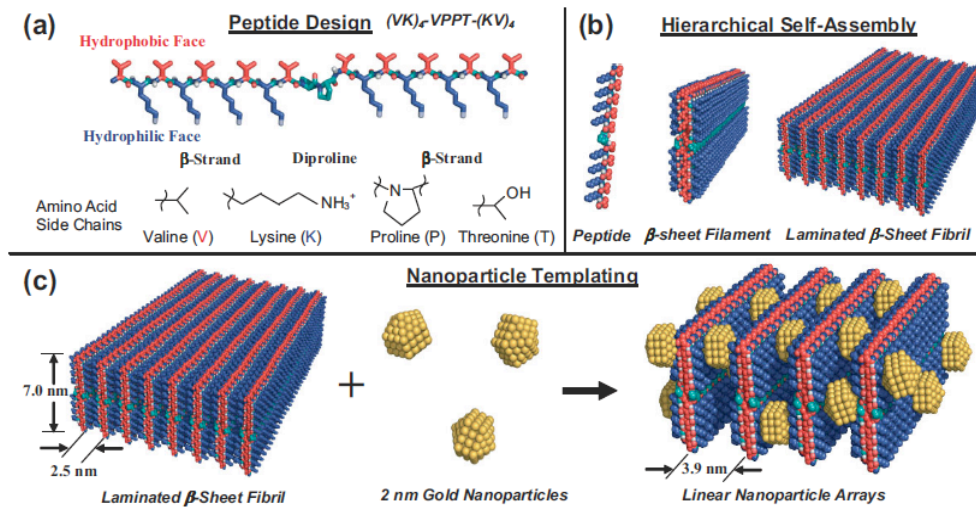 (a) Peptide Design (VK)₄-VPPT-(KV)₄
Hydrophobic Face
Hydrophilic Face
β-Strand Diproline β-Strand
Amino Acid
Side Chains
NH₃⁺
N
OH
Valine (V) Lysine (K) Proline (P) Threonine (T)
(b) Hierarchical Self-Assembly
Peptide β-sheet Filament Laminated β-Sheet Fibril
(c) Nanoparticle Templating
7.0 nm
2.5 nm
+
3.9 nm
Laminated β-Sheet Fibril 2 nm Gold Nanoparticles Linear Nanoparticle Arrays